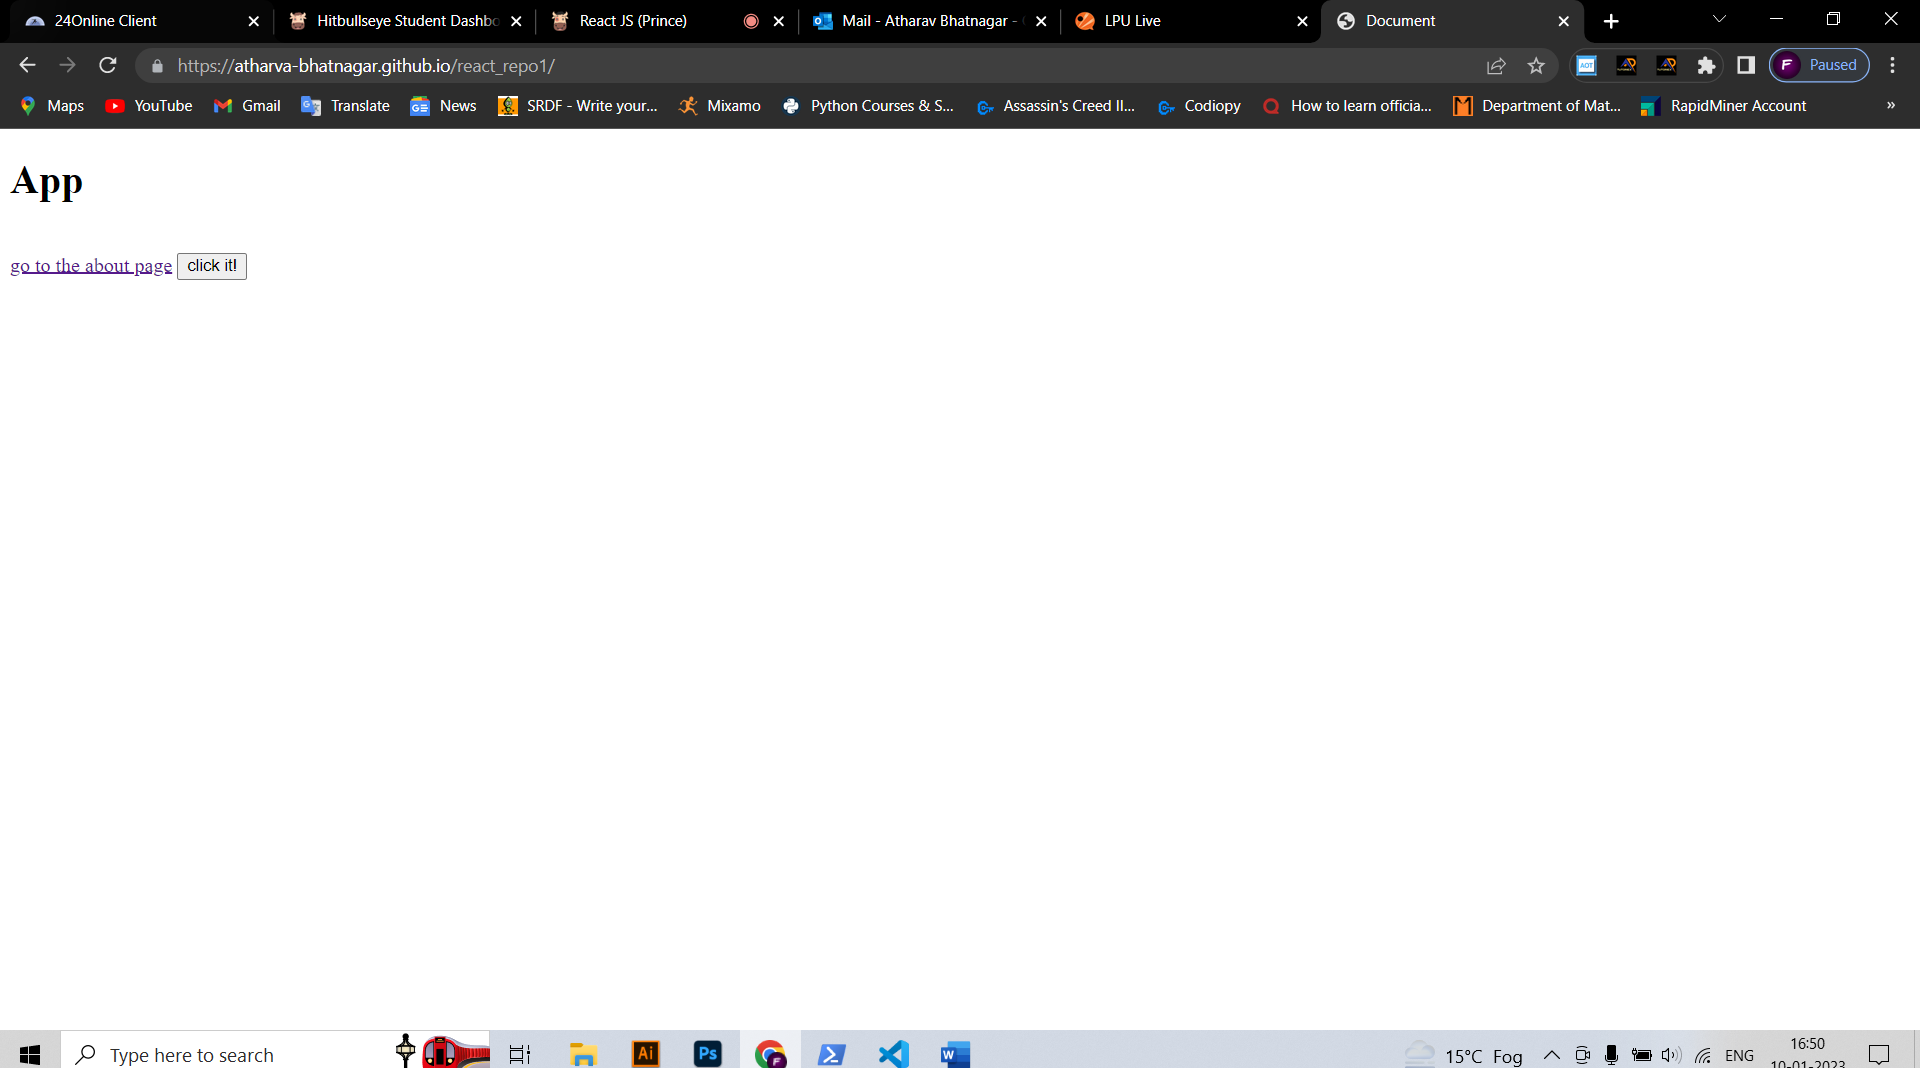 24Online Client
Hitbullseye Student Dashbo
React JS (Prince)
Mail - Atharav Bhatnagar -
LPU Live
Document
https://atharva-bhatnagar.github.io/react_repo1/
F
Paused
Maps
YouTube
Gmail
Translate
News
SRDF - Write your...
Mixamo
Python Courses & S...
Assassin's Creed II...
Codiopy
How to learn officia...
Department of Mat...
RapidMiner Account
»
App
go to the about page
click it!
Type here to search
Ai
Ps
15°C Fog
ENG
16:50
10-01-2023